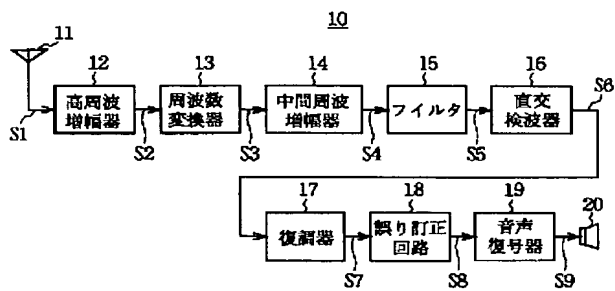 10
11
12
13
14
15
16
S6
高周波
増幅器
周波数
変換器
中間周波
増幅器
フイルタ
直交
検波器
S1
S2
S3
S4
S5
17
18
19
20
復調器
誤り訂正
回路
音声
復号器
S7
S8
S9